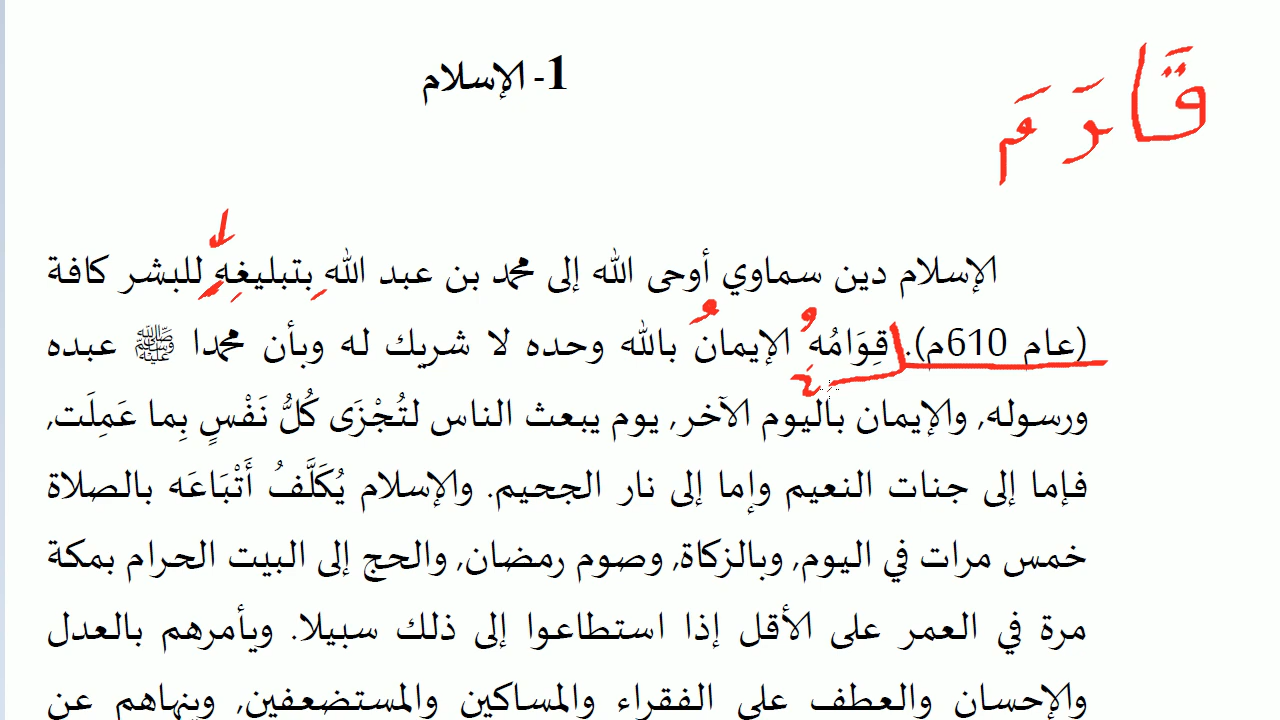 1- الإسلام
قَا رَ مَ
الإسلام دين سماوي أوحى الله إلى محمد بن عبد الله بتبليغِهِ للبشر كافة
(عام 610م). قِوَامُهُ الإيمانُ بالله وحده لا شريك له وبأن محمدا ﷺ عبده
ورسوله, والإيمان باليوم الآخر, يوم يبعث الناس لتُجْزَى كُلُّ نَفْسٍ بِما عَمِلَت,
فإما إلى جنات النعيم وإما إلى نار الجحيم. والإسلام يُكَلَّفُ أَتْبَاعَه بالصلاة
خمس مرات في اليوم, وبالزكاة, وصوم رمضان, والحج إلى البيت الحرام بمكة
مرة في العمر على الأقل إذا استطاعوا إلى ذلك سبيلا. ويأمرهم بالعدل
والإحسان والعطف على الفقراء والمساكين والمستضعفين, وينهاهم عن